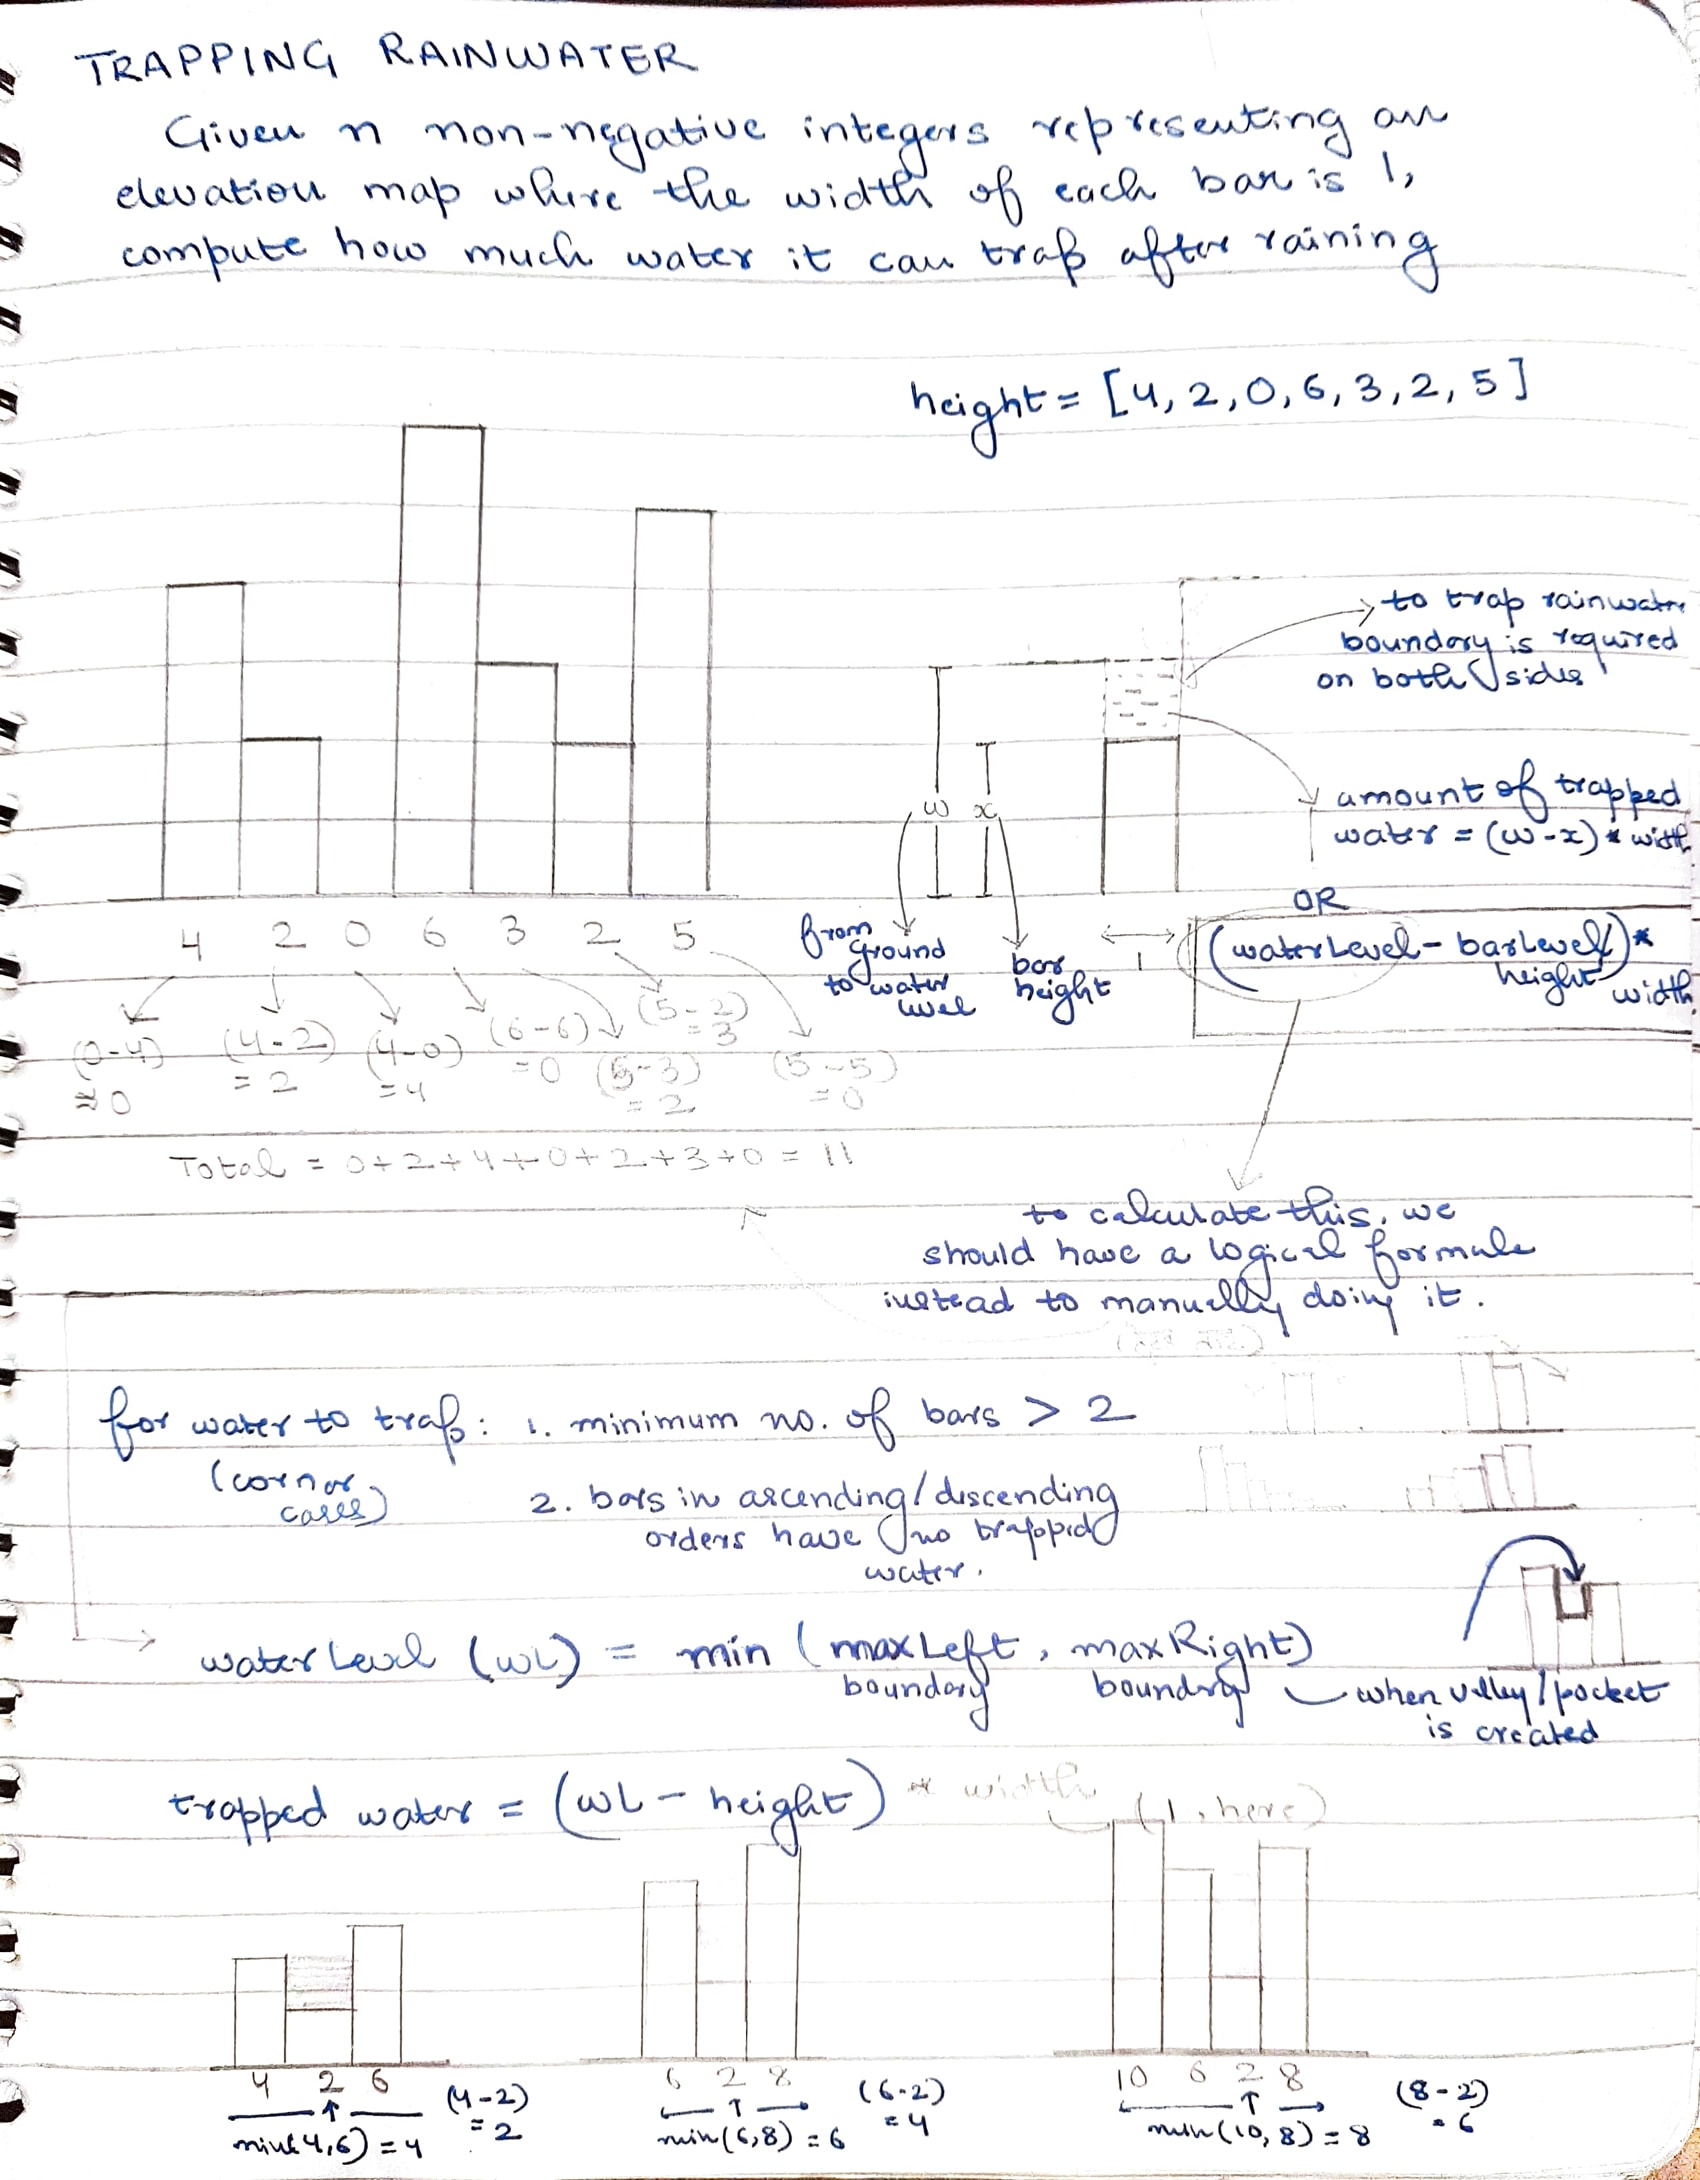 TRAPPING RAINWATER
Given n non-negative integers representing an
elevation map where the width of each bar is 1,
compute how much water it can trap after raining
height = [4, 2, 0, 6, 3, 2, 5]
to trap rainwater
boundary is required
on both sides
w x
amount of trapped
water = (w-x) * width
OR
(waterLevel - barLevel) *
height width.
from
ground
to water
level
bar
height
1
4 2 0 6 3 2 5
(0-4)
≈ 0
(4-2)
= 2
(4-0)
= 4
(6-6)
= 0
(5-3)
= 2
(5-2)
= 3
(5-5)
= 0
Total = 0+2+4+0+2+3+0 = 11
to calculate this, we
should have a logical formula
instead to manually doing it.
for water to trap: 1. minimum no. of bars > 2
(corner
cases)
2. bars in ascending/descending
orders have no trapped
water.
waterLevel (WL) = min (maxLeft, maxRight)
boundary boundary
when valley/pocket
is created
trapped water = (WL - height) * width
(1, here)
4 2 6
(4-2)
= 2
min(4,6) = 4
6 2 8
(6-2)
= 4
min(6,8) = 6
10 6 2 8
(8-2)
= 6
min(10,8) = 8